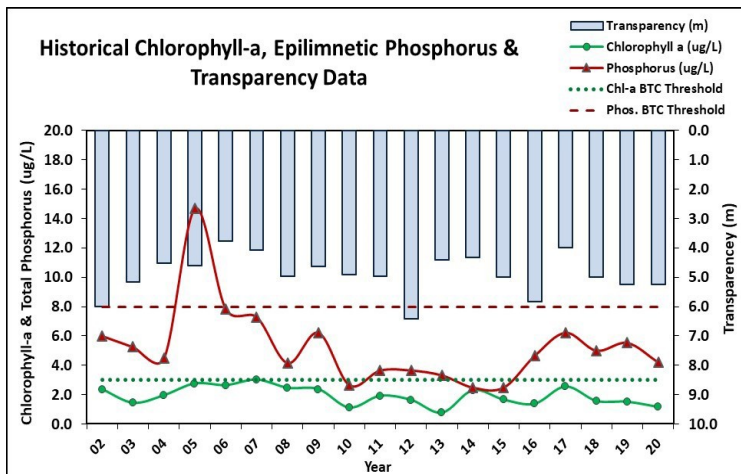 Historical Chlorophyll-a, Epilimnetic Phosphorus &
Transparency Data
Transparency (m)
Chlorophyll a (ug/L)
Phosphorus (ug/L)
Chl-a BTC Threshold
Phos. BTC Threshold
Chlorophyll-a & Total Phosphorus (ug/L)
20.0
18.0
16.0
14.0
12.0
10.0
8.0
6.0
4.0
2.0
0.0
0.0
1.0
2.0
3.0
4.0
5.0
6.0
7.0
8.0
9.0
10.0
Transparencey (m)
02 03 04 05 06 07 08 09 10 11 12 13 14 15 16 17 18 19 20
Year